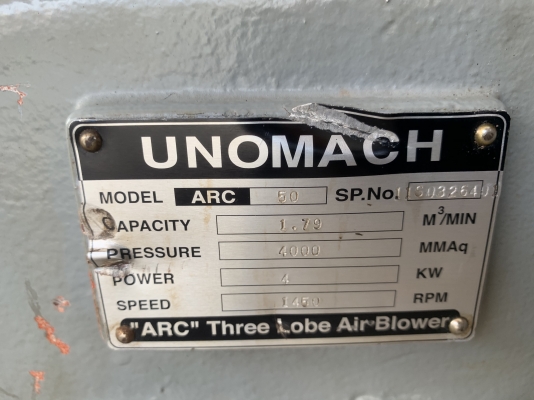 UNOMACH
MODEL ARC 50 SP.No.
CAPACITY 1.79 M³/MIN
PRESSURE 4000 MMAq
POWER 4 KW
SPEED 1450 RPM
"ARC" Three Lobe Air Blower